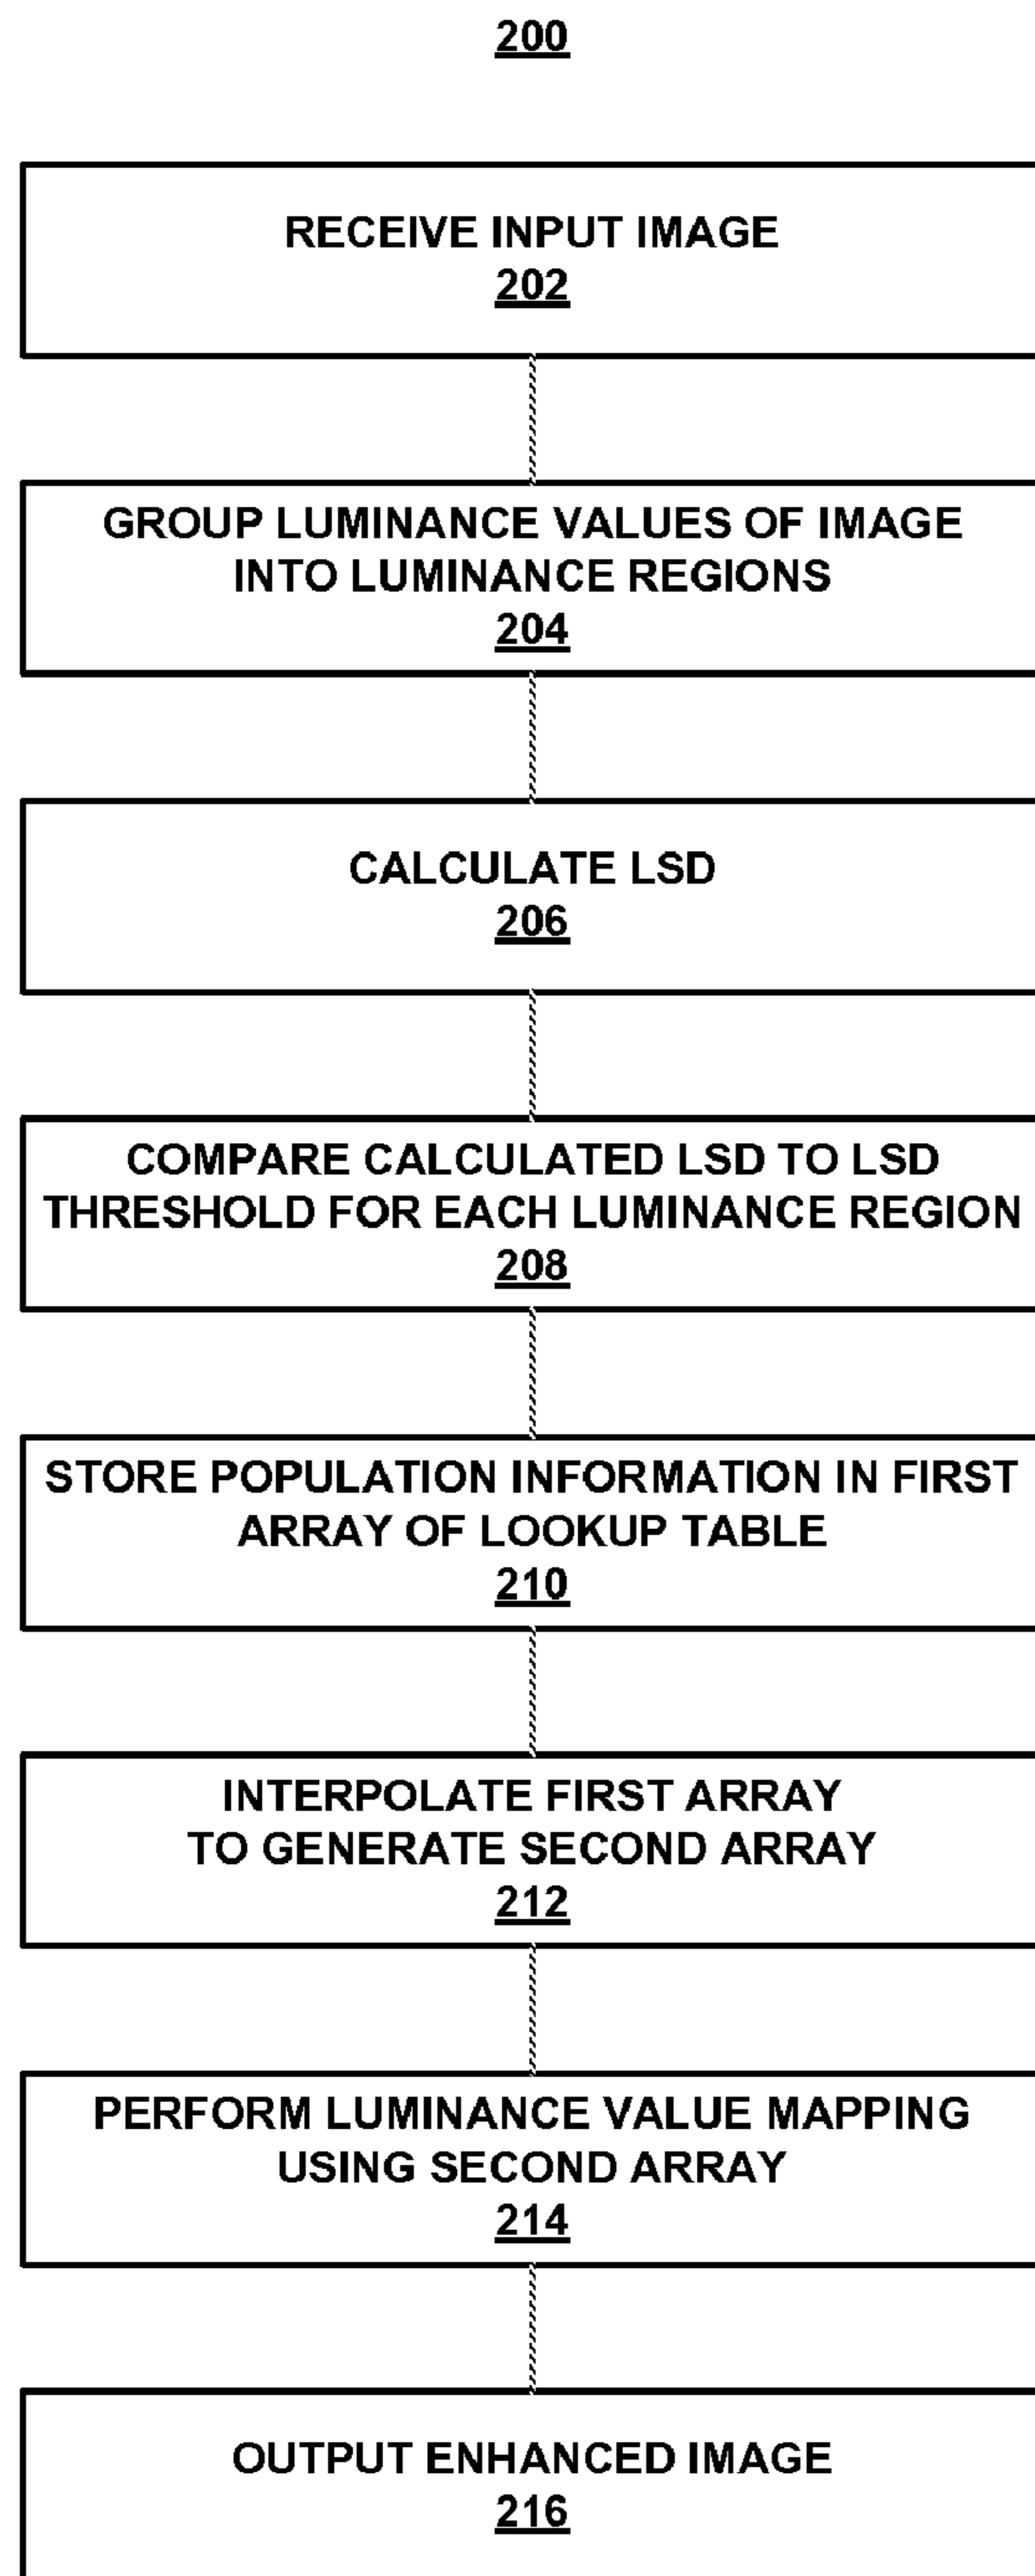 200
RECEIVE INPUT IMAGE
202
GROUP LUMINANCE VALUES OF IMAGE
INTO LUMINANCE REGIONS
204
CALCULATE LSD
206
COMPARE CALCULATED LSD TO LSD
THRESHOLD FOR EACH LUMINANCE REGION
208
STORE POPULATION INFORMATION IN FIRST
ARRAY OF LOOKUP TABLE
210
INTERPOLATE FIRST ARRAY
TO GENERATE SECOND ARRAY
212
PERFORM LUMINANCE VALUE MAPPING
USING SECOND ARRAY
214
OUTPUT ENHANCED IMAGE
216